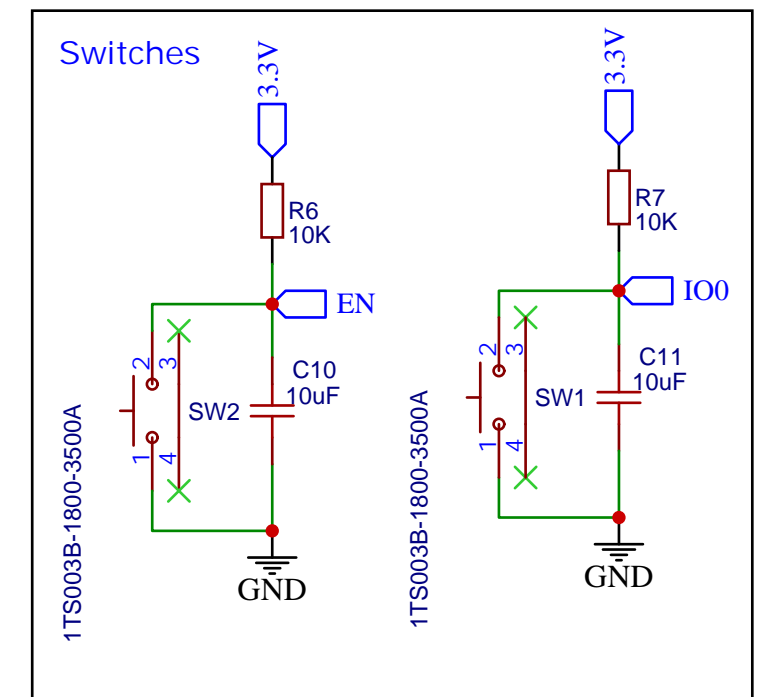 Switches
3.3V
3.3V
R6
10K
R7
10K
EN
IO0
2
3
2
3
C10
10uF
C11
10uF
SW2
SW1
1
4
1
4
1TS003B-1800-3500A
1TS003B-1800-3500A
GND
GND